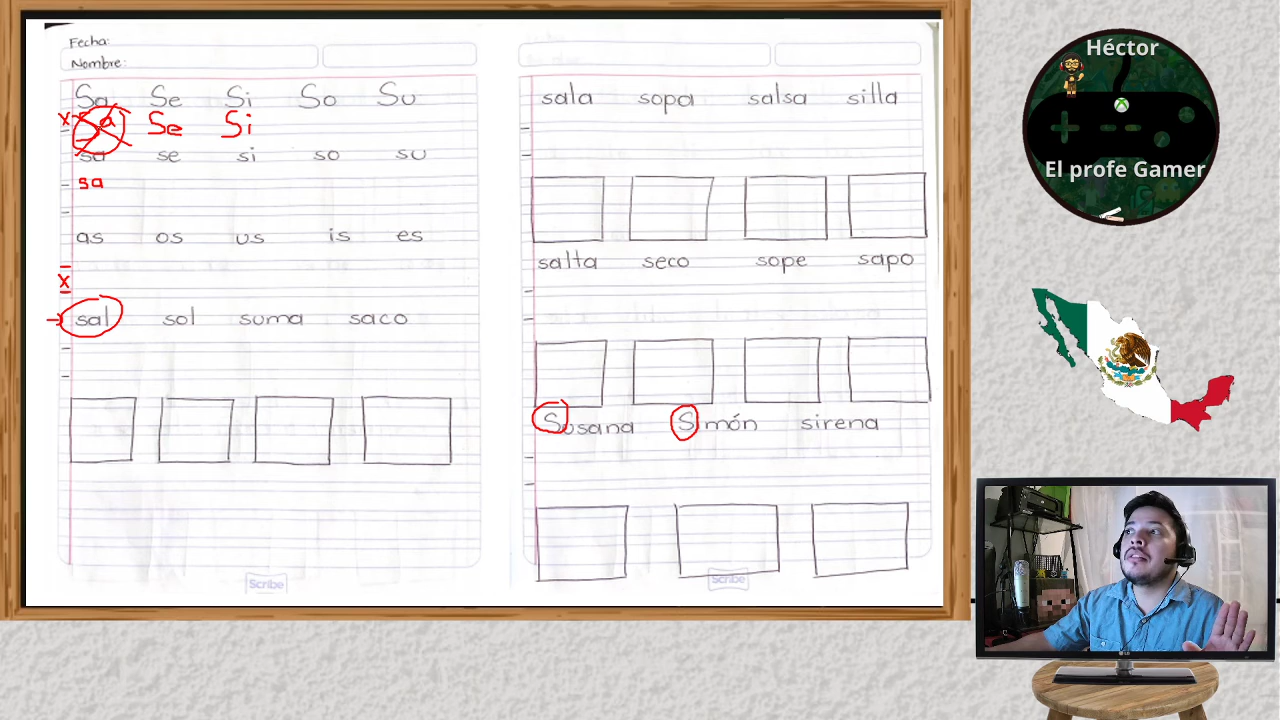 Fecha:
Nombre:
Sa Se Si So Su
x Sa Se Si
sa se si so su
sa
as os us is es
x
sal sol suma saco
Scribe
sala sopa salsa silla
salta seco sope sapo
Susana Simón sirena
Scribe
Héctor
El profe Gamer
LG